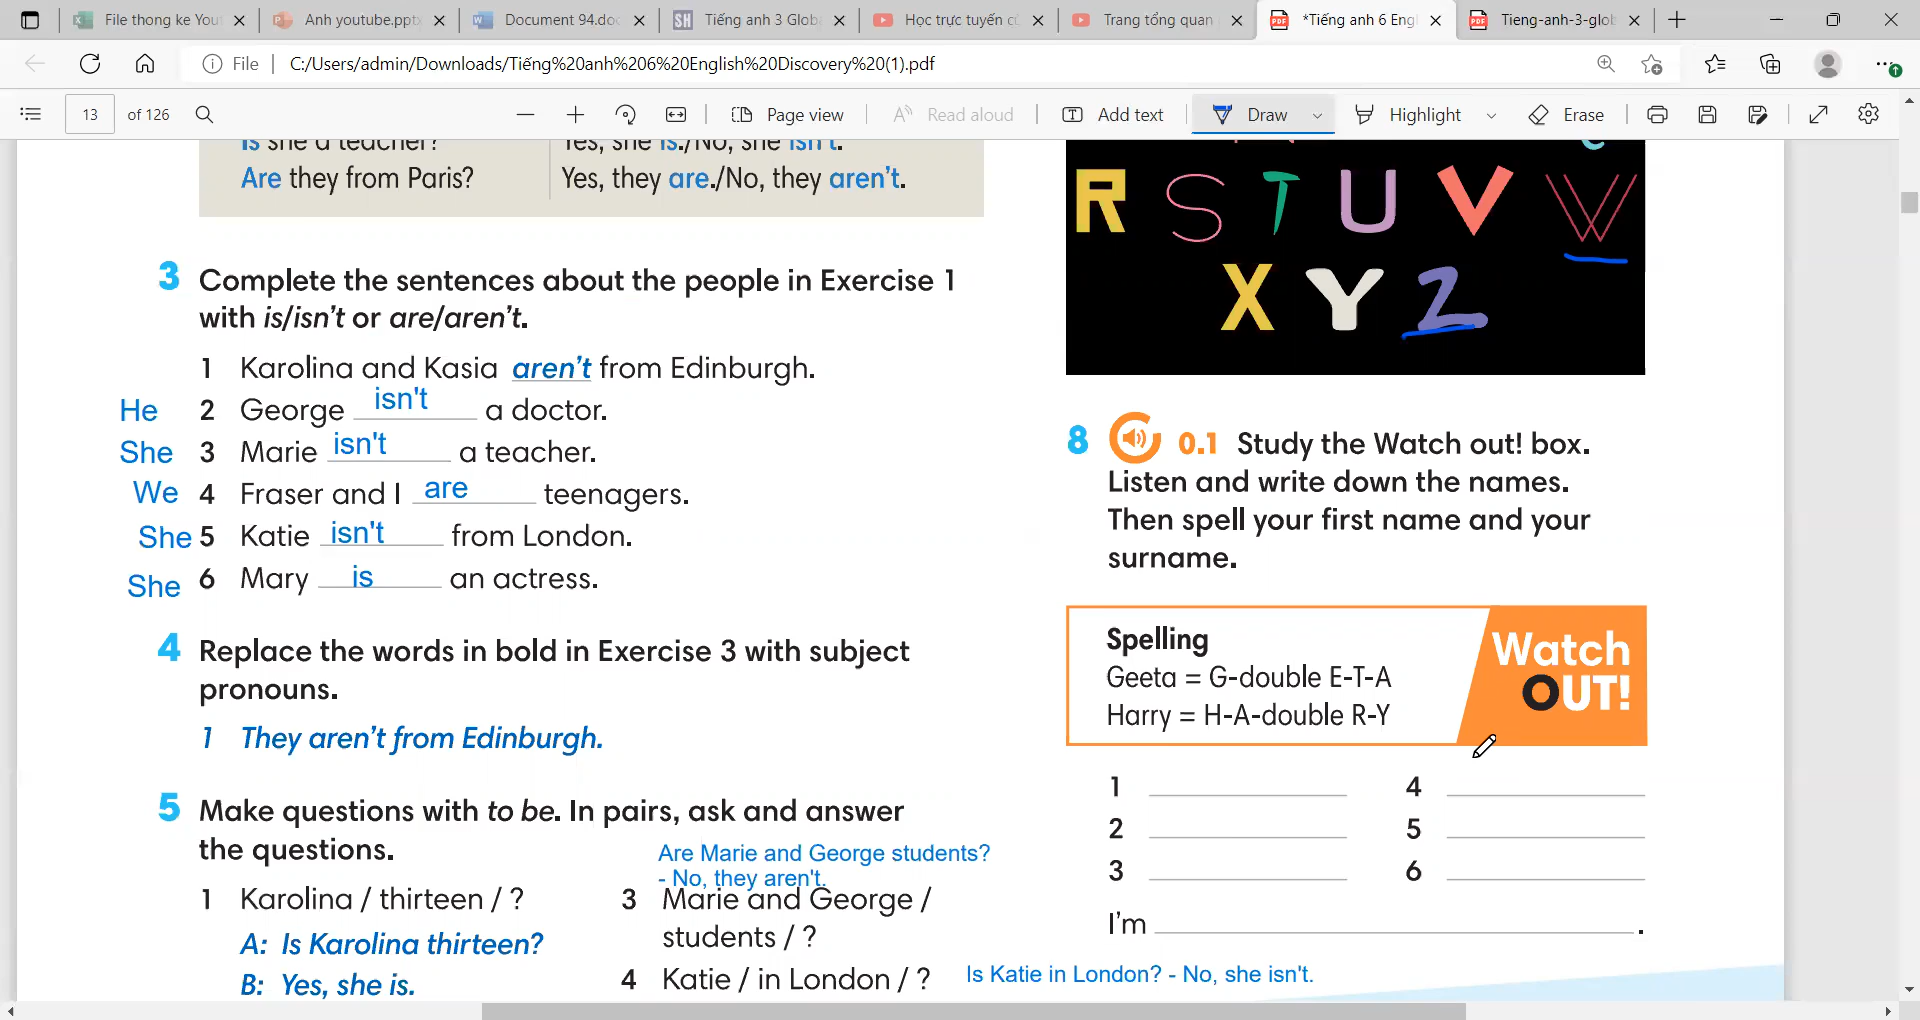 File thong ke You
Anh youtube.pptx
Document 94.doc
SH Tiếng anh 3 Glob
Học trực tuyến c
Trang tổng quan
*Tiếng anh 6 Engl
Tieng-anh-3-glob
File C:/Users/admin/Downloads/Tiếng%20anh%206%20English%20Discovery%20(1).pdf
13 of 126 Page view Read aloud Add text Draw Highlight Erase
Is she a teacher? Yes, she is./No, she isn't.
Are they from Paris? Yes, they are./No, they aren't.
3 Complete the sentences about the people in Exercise 1
with is/isn't or are/aren't.
1 Karolina and Kasia aren't from Edinburgh.
He 2 George isn't a doctor.
She 3 Marie isn't a teacher.
We 4 Fraser and I are teenagers.
She 5 Katie isn't from London.
She 6 Mary is an actress.
4 Replace the words in bold in Exercise 3 with subject
pronouns.
1 They aren't from Edinburgh.
5 Make questions with to be. In pairs, ask and answer
the questions.
1 Karolina / thirteen / ?
A: Is Karolina thirteen?
B: Yes, she is.
Are Marie and George students?
- No, they aren't.
3 Marie and George /
students / ?
4 Katie / in London / ?
Is Katie in London? - No, she isn't.
R S T U V W
X Y Z
8 0.1 Study the Watch out! box.
Listen and write down the names.
Then spell your first name and your
surname.
Spelling
Geeta = G-double E-T-A
Harry = H-A-double R-Y
Watch
OUT!
1 4
2 5
3 6
I'm .